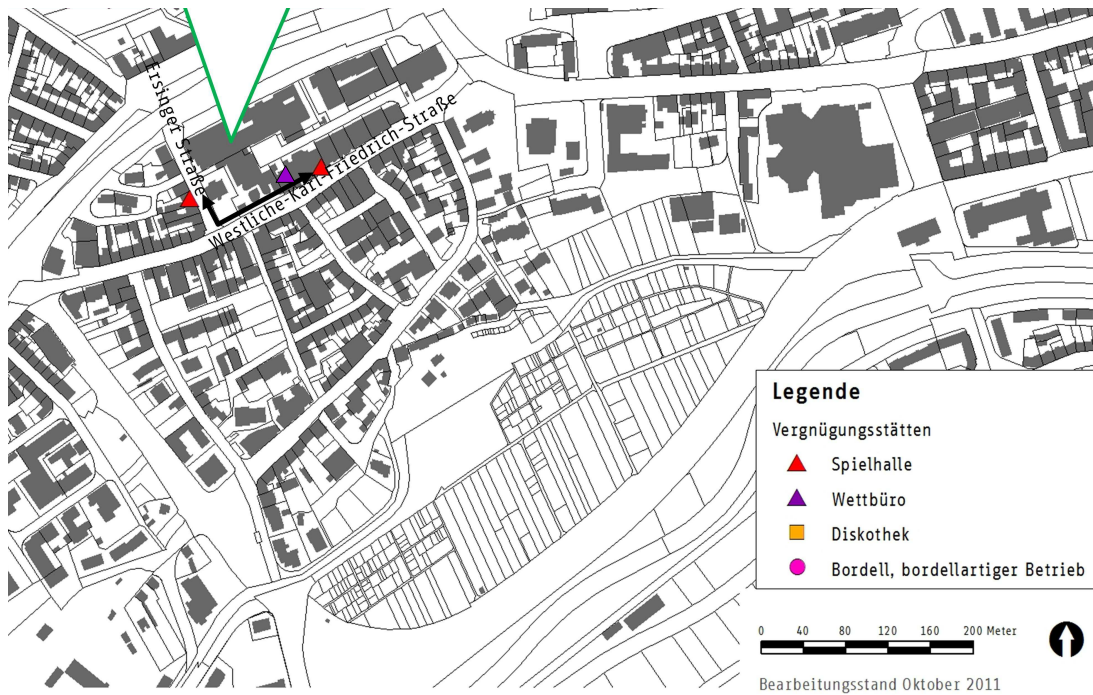 Ersinger Straße
Westliche-Karl-Friedrich-Straße
Legende
Vergnügungsstätten
Spielhalle
Wettbüro
Diskothek
Bordell, bordellartiger Betrieb
0 40 80 120 160 200 Meter
Bearbeitungsstand Oktober 2011